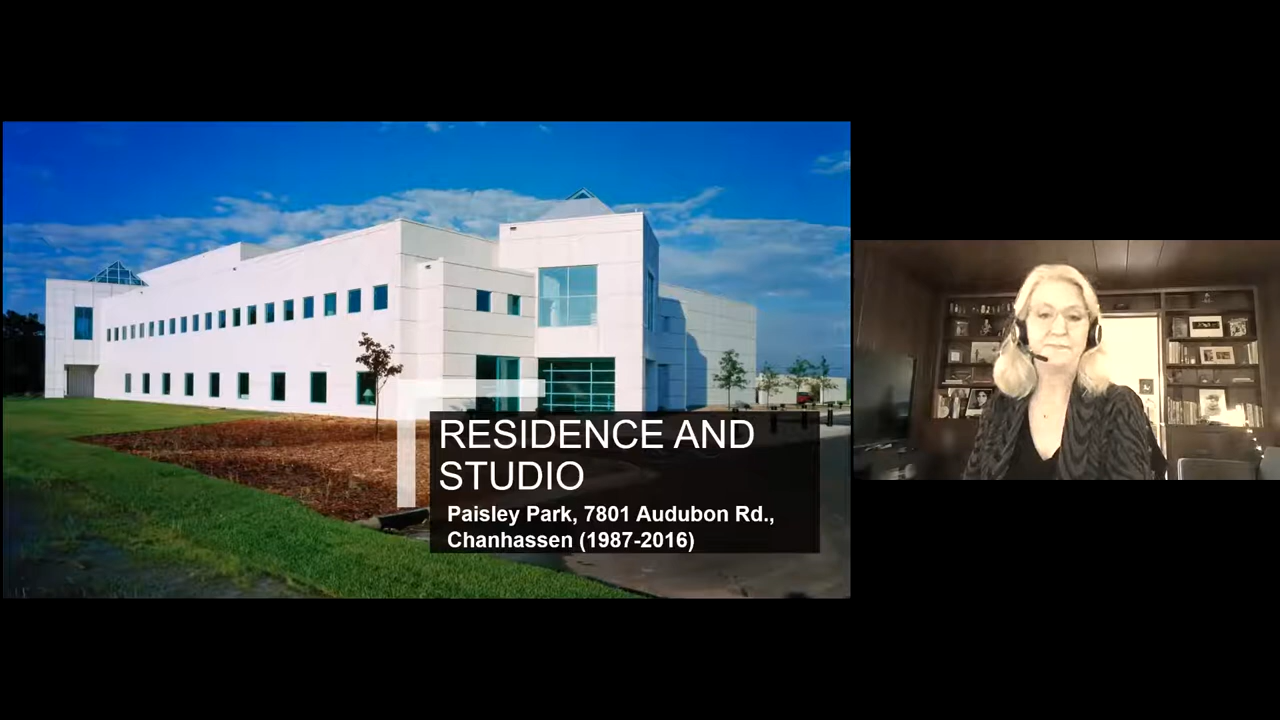 RESIDENCE AND
STUDIO
Paisley Park, 7801 Audubon Rd.,
Chanhassen (1987-2016)